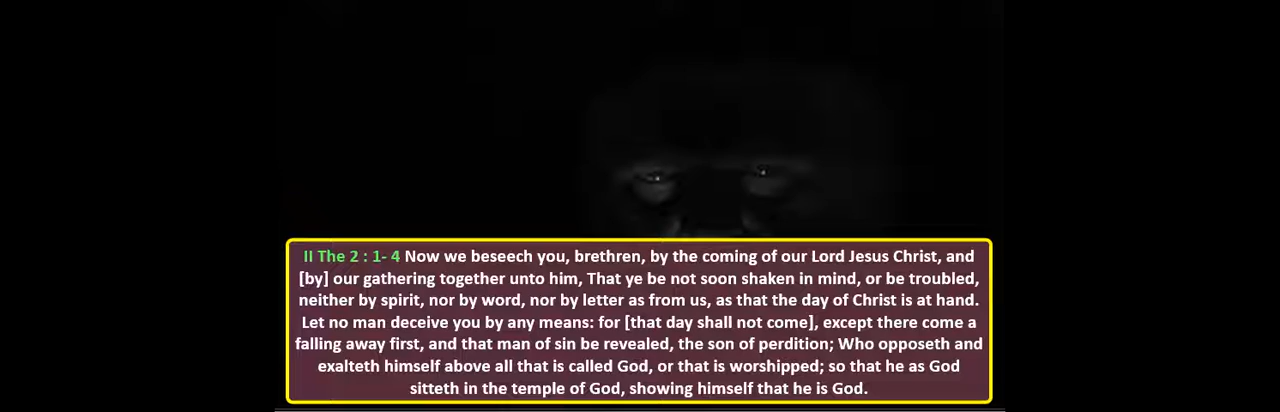 II The 2 : 1- 4 Now we beseech you, brethren, by the coming of our Lord Jesus Christ, and
[by] our gathering together unto him, That ye be not soon shaken in mind, or be troubled,
neither by spirit, nor by word, nor by letter as from us, as that the day of Christ is at hand.
Let no man deceive you by any means: for [that day shall not come], except there come a
falling away first, and that man of sin be revealed, the son of perdition; Who opposeth and
exalteth himself above all that is called God, or that is worshipped; so that he as God
sitteth in the temple of God, showing himself that he is God.